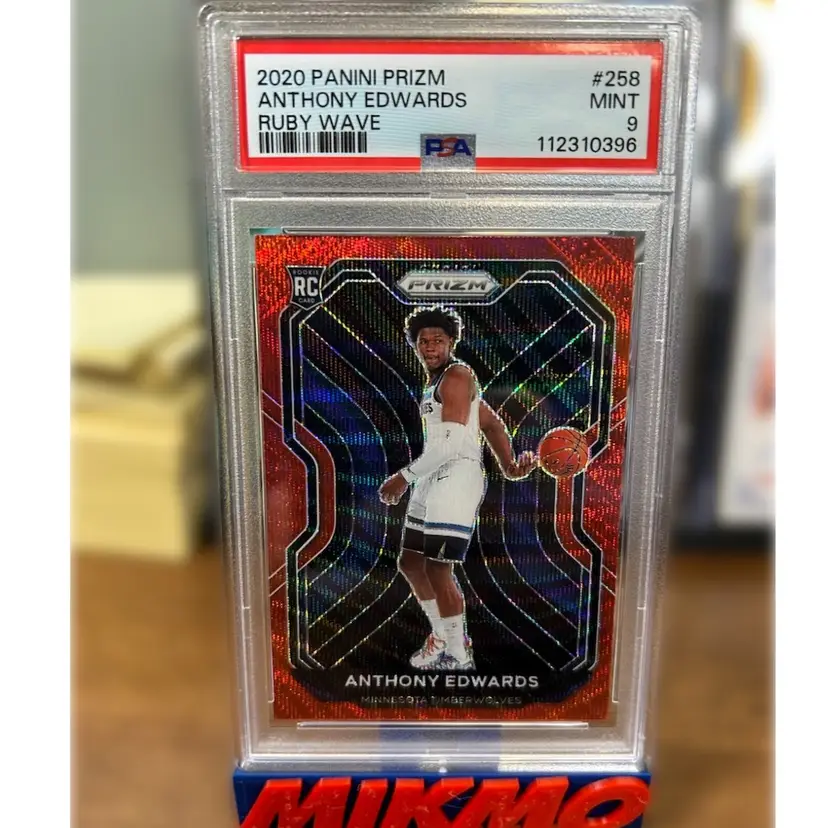 2020 PANINI PRIZM #258
ANTHONY EDWARDS MINT
RUBY WAVE 9
PSA 112310396
ROOKIE
RC
CARD
PRIZM
ANTHONY EDWARDS
MINNESOTA TIMBERWOLVES
MIKMO